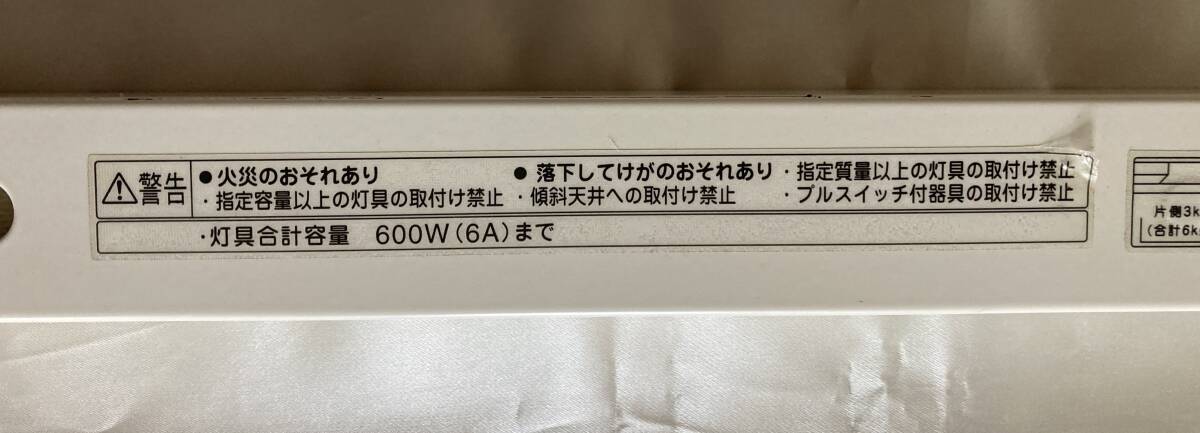 警告
● 火災のおそれあり
・指定容量以上の灯具の取付け禁止
● 落下してけがのおそれあり
・傾斜天井への取付け禁止
・指定質量以上の灯具の取付け禁止
・プルスイッチ付器具の取付け禁止
・灯具合計容量 600W(6A)まで
片側3k
(合計6k